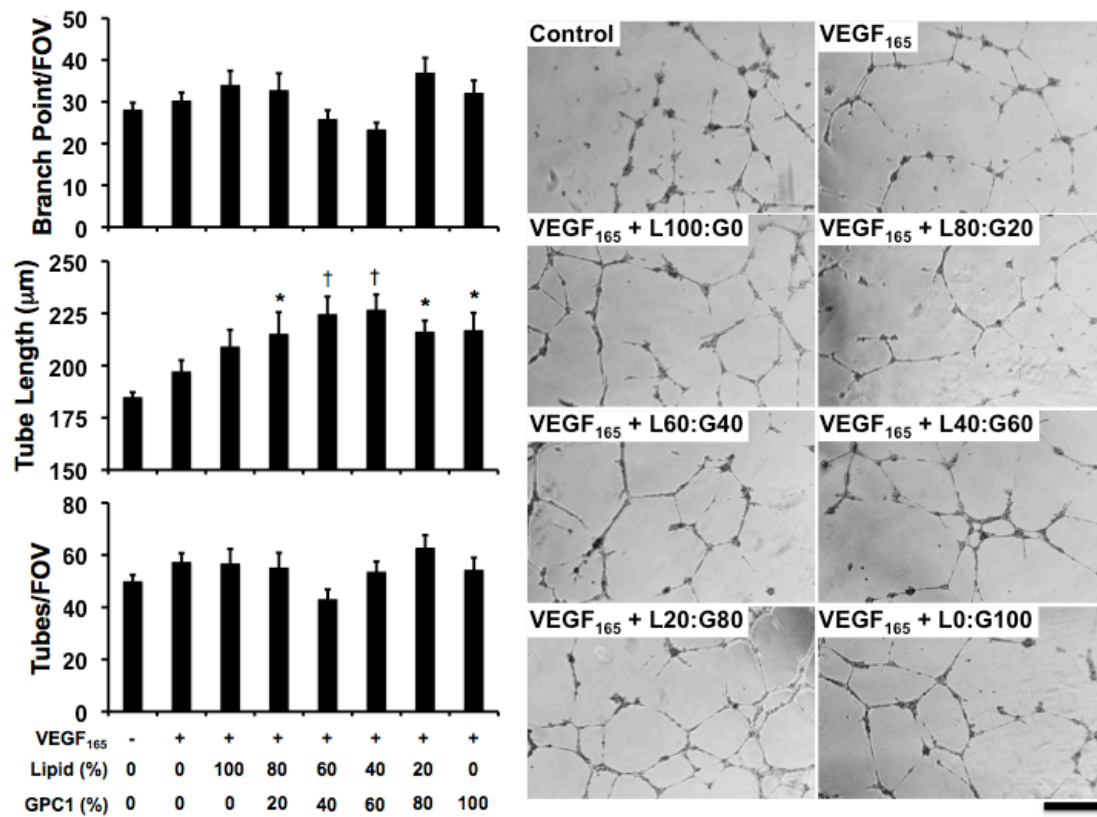 Branch Point/FOV
50
40
30
20
10
0
Tube Length (μm)
250
225
200
175
150
* † † * *
Tubes/FOV
80
60
40
20
0
VEGF₁₆₅ - + + + + + + +
Lipid (%) 0 0 100 80 60 40 20 0
GPC1 (%) 0 0 0 20 40 60 80 100
Control
VEGF₁₆₅
VEGF₁₆₅ + L100:G0
VEGF₁₆₅ + L80:G20
VEGF₁₆₅ + L60:G40
VEGF₁₆₅ + L40:G60
VEGF₁₆₅ + L20:G80
VEGF₁₆₅ + L0:G100